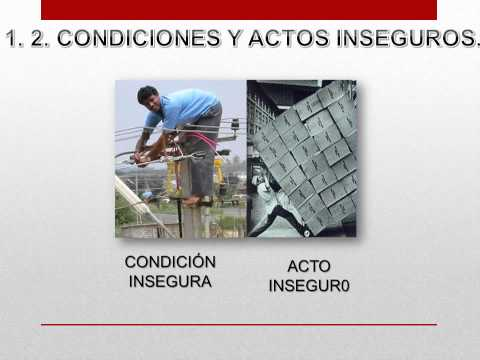 1. 2. CONDICIONES Y ACTOS INSEGUROS.
CONDICIÓN
INSEGURA
ACTO
INSEGUR0